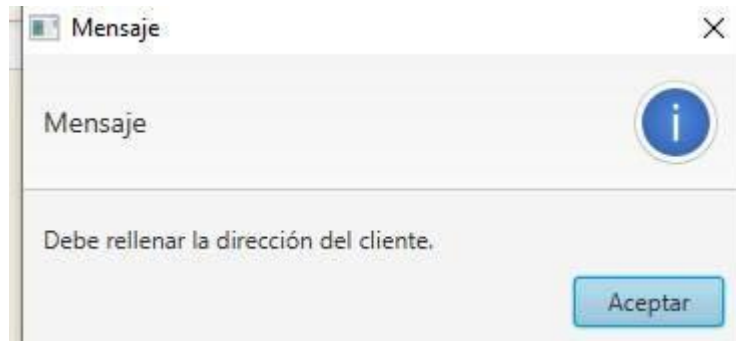 Mensaje
Mensaje
i
Debe rellenar la dirección del cliente.
Aceptar